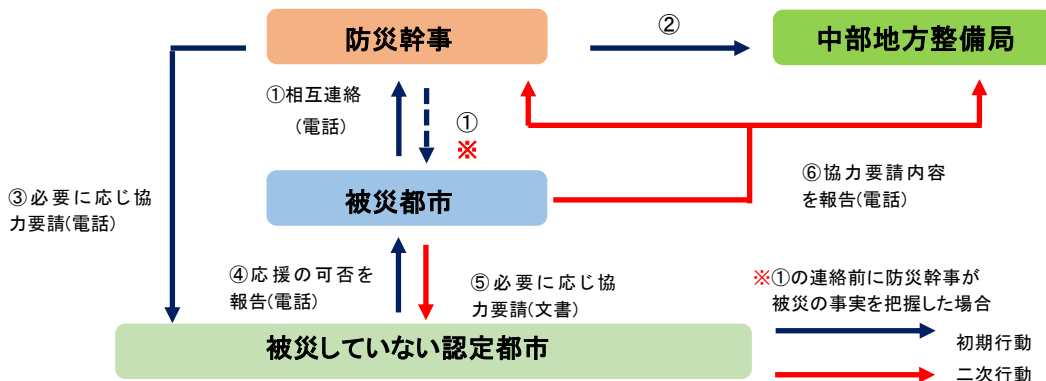 防災幹事
②
中部地方整備局
①相互連絡
(電話)
①
※
③必要に応じ協
力要請(電話)
被災都市
⑥協力要請内容
を報告(電話)
④応援の可否を
報告(電話)
⑤必要に応じ協
力要請(文書)
※①の連絡前に防災幹事が
被災の事実を把握した場合
被災していない認定都市
初期行動
二次行動